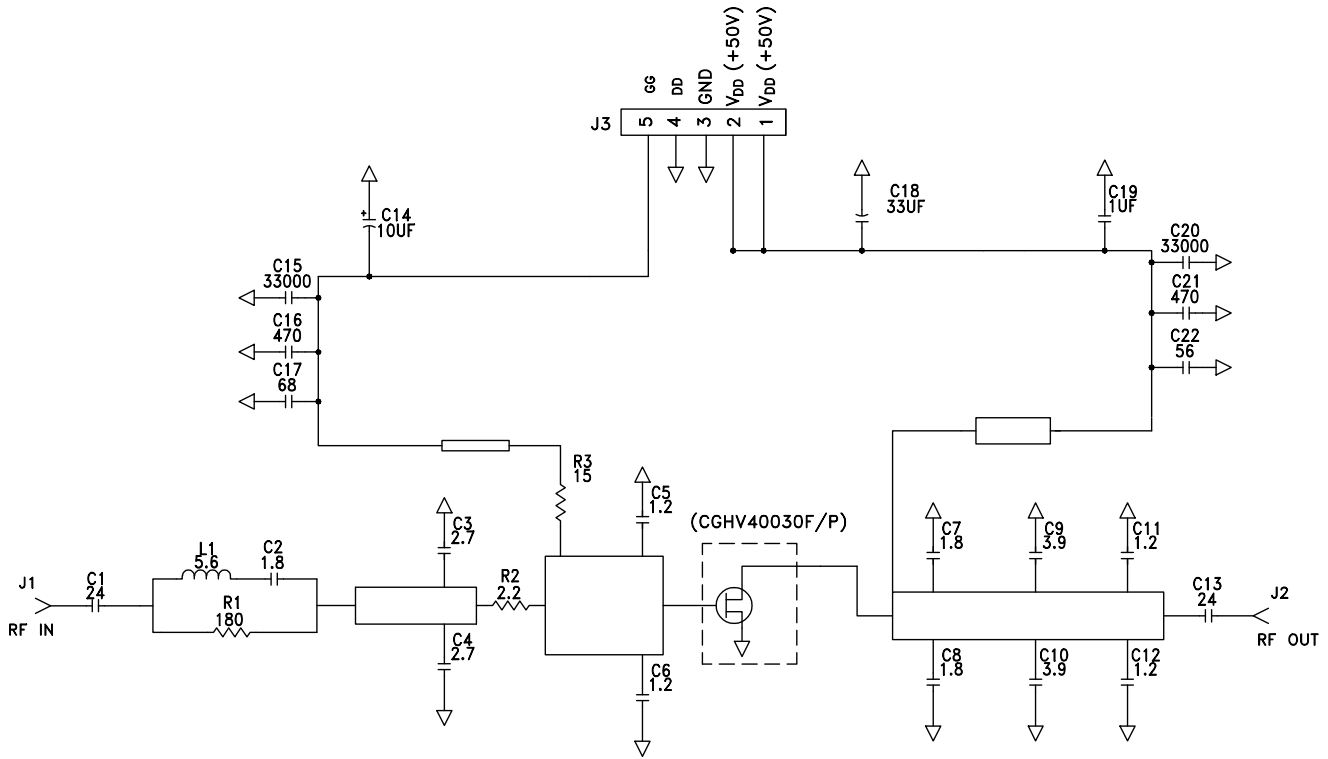 VDD (+50V)
VDD (+50V)
GND
DD
GG
J3
5
4
3
2
1
C14
10UF
+
C18
33UF
C19
1UF
C15
33000
C16
470
C17
68
C20
33000
C21
470
C22
56
R3
15
C5
1.2
(CGHV40030F/P)
C3
2.7
C7
1.8
C9
3.9
C11
1.2
L1
5.6
C2
1.8
J1
RF IN
C1
24
R1
180
R2
2.2
C13
24
J2
RF OUT
C4
2.7
C6
1.2
C8
1.8
C10
3.9
C12
1.2